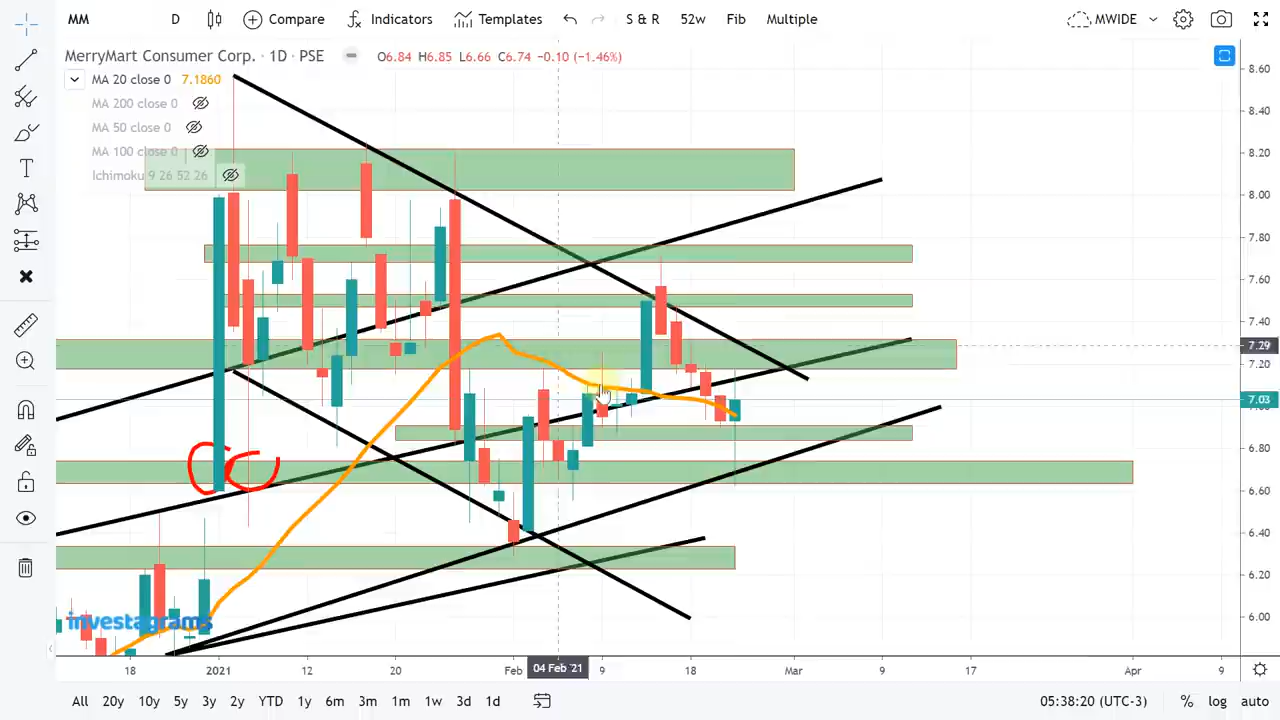 MM D Compare Indicators Templates S & R 52w Fib Multiple MWIDE
MerryMart Consumer Corp. · 1D · PSE O6.84 H6.85 L6.66 C6.74 −0.10 (−1.46%)
MA 20 close 0 7.1860
MA 200 close 0
MA 50 close 0
MA 100 close 0
Ichimoku 9 26 52 26
8.60
8.40
8.20
8.00
7.80
7.60
7.40
7.29
7.20
7.03
6.80
6.60
6.40
6.20
6.00
investagrams
18 2021 12 20 Feb 04 Feb '21 9 18 Mar 9 17 Apr 9
All 20y 10y 5y 3y 2y YTD 1y 6m 3m 1m 1w 3d 1d 05:38:20 (UTC-3) % log auto